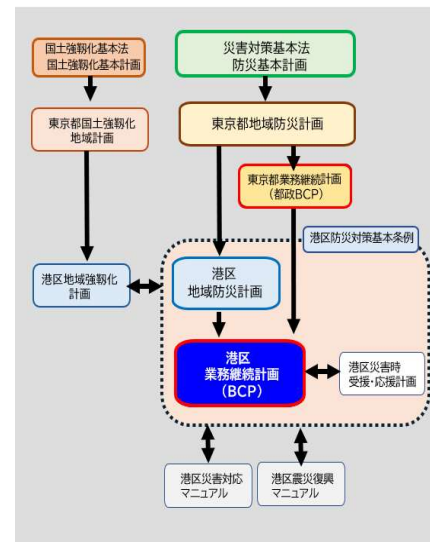 国土強靱化基本法
国土強靱化基本計画
災害対策基本法
防災基本計画
東京都国土強靱化
地域計画
東京都地域防災計画
東京都業務継続計画
（都政BCP）
港区防災対策基本条例
港区地域強靱化
計画
港区
地域防災計画
港区
業務継続計画
（BCP）
港区災害時
受援・応援計画
港区災害対応
マニュアル
港区震災復興
マニュアル